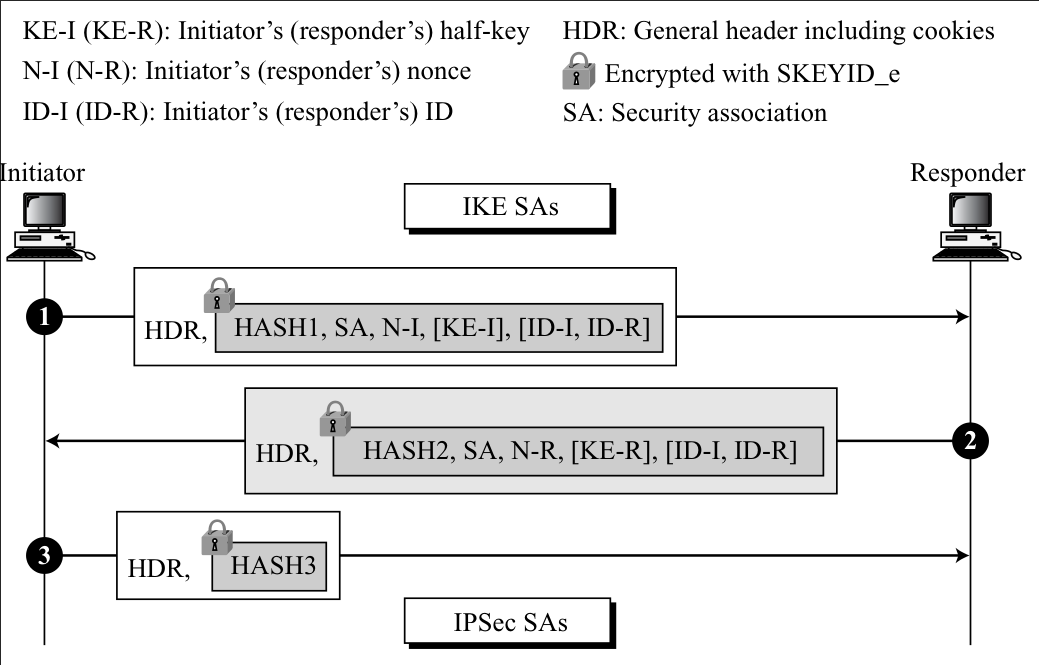 KE-I (KE-R): Initiator’s (responder’s) half-key
HDR: General header including cookies
N-I (N-R): Initiator’s (responder’s) nonce
Encrypted with SKEYID_e
ID-I (ID-R): Initiator’s (responder’s) ID
SA: Security association
Initiator
Responder
IKE SAs
1
HDR, HASH1, SA, N-I, [KE-I], [ID-I, ID-R]
HDR, HASH2, SA, N-R, [KE-R], [ID-I, ID-R]
2
3
HDR, HASH3
IPSec SAs